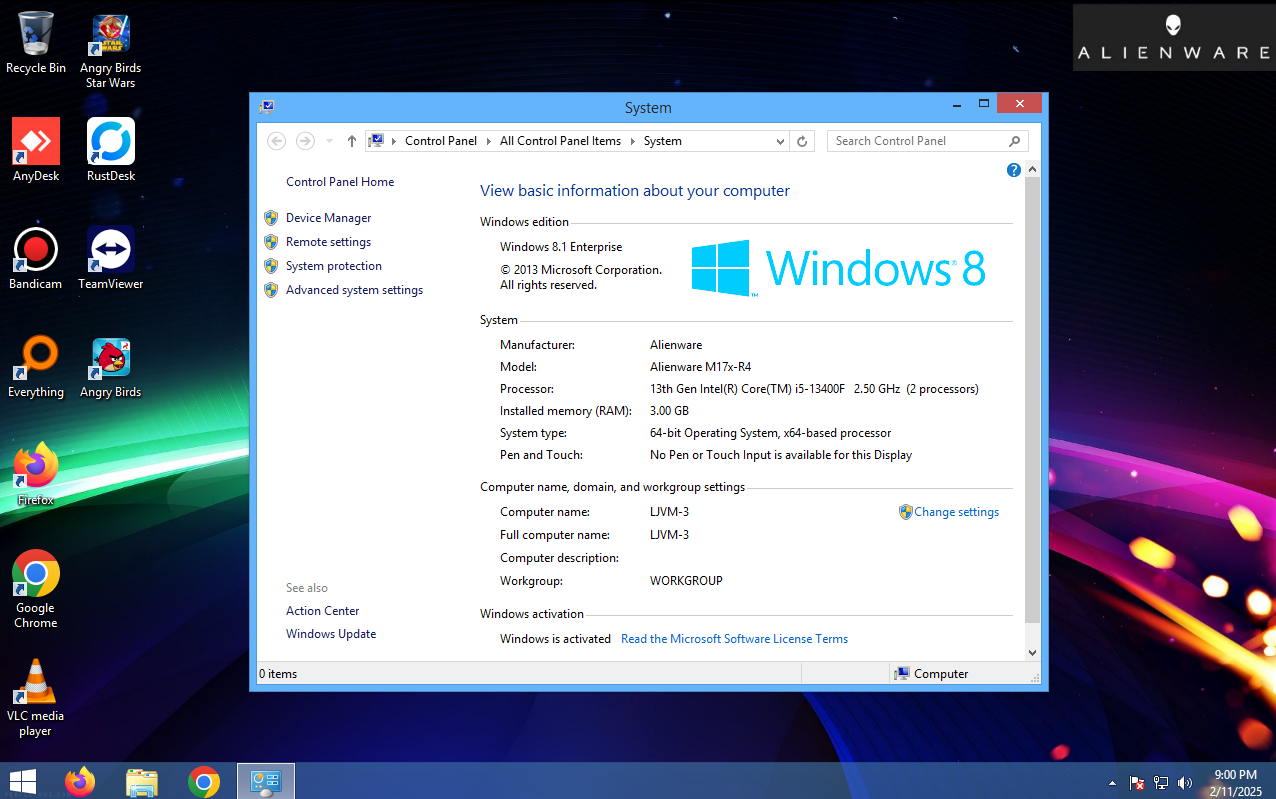 Recycle Bin
Angry Birds
Star Wars
AnyDesk
RustDesk
Bandicam
TeamViewer
Everything
Angry Birds
Firefox
Google
Chrome
VLC media
player
ALIENWARE
System
Control Panel
All Control Panel Items
System
Search Control Panel
Control Panel Home
Device Manager
Remote settings
System protection
Advanced system settings
See also
Action Center
Windows Update
View basic information about your computer
Windows edition
Windows 8.1 Enterprise
© 2013 Microsoft Corporation.
All rights reserved.
Windows® 8
™
System
Manufacturer: Alienware
Model: Alienware M17x-R4
Processor: 13th Gen Intel(R) Core(TM) i5-13400F 2.50 GHz (2 processors)
Installed memory (RAM): 3.00 GB
System type: 64-bit Operating System, x64-based processor
Pen and Touch: No Pen or Touch Input is available for this Display
Computer name, domain, and workgroup settings
Computer name: LJVM-3
Change settings
Full computer name: LJVM-3
Computer description:
Workgroup: WORKGROUP
Windows activation
Windows is activated Read the Microsoft Software License Terms
0 items
Computer
9:00 PM
2/11/2025